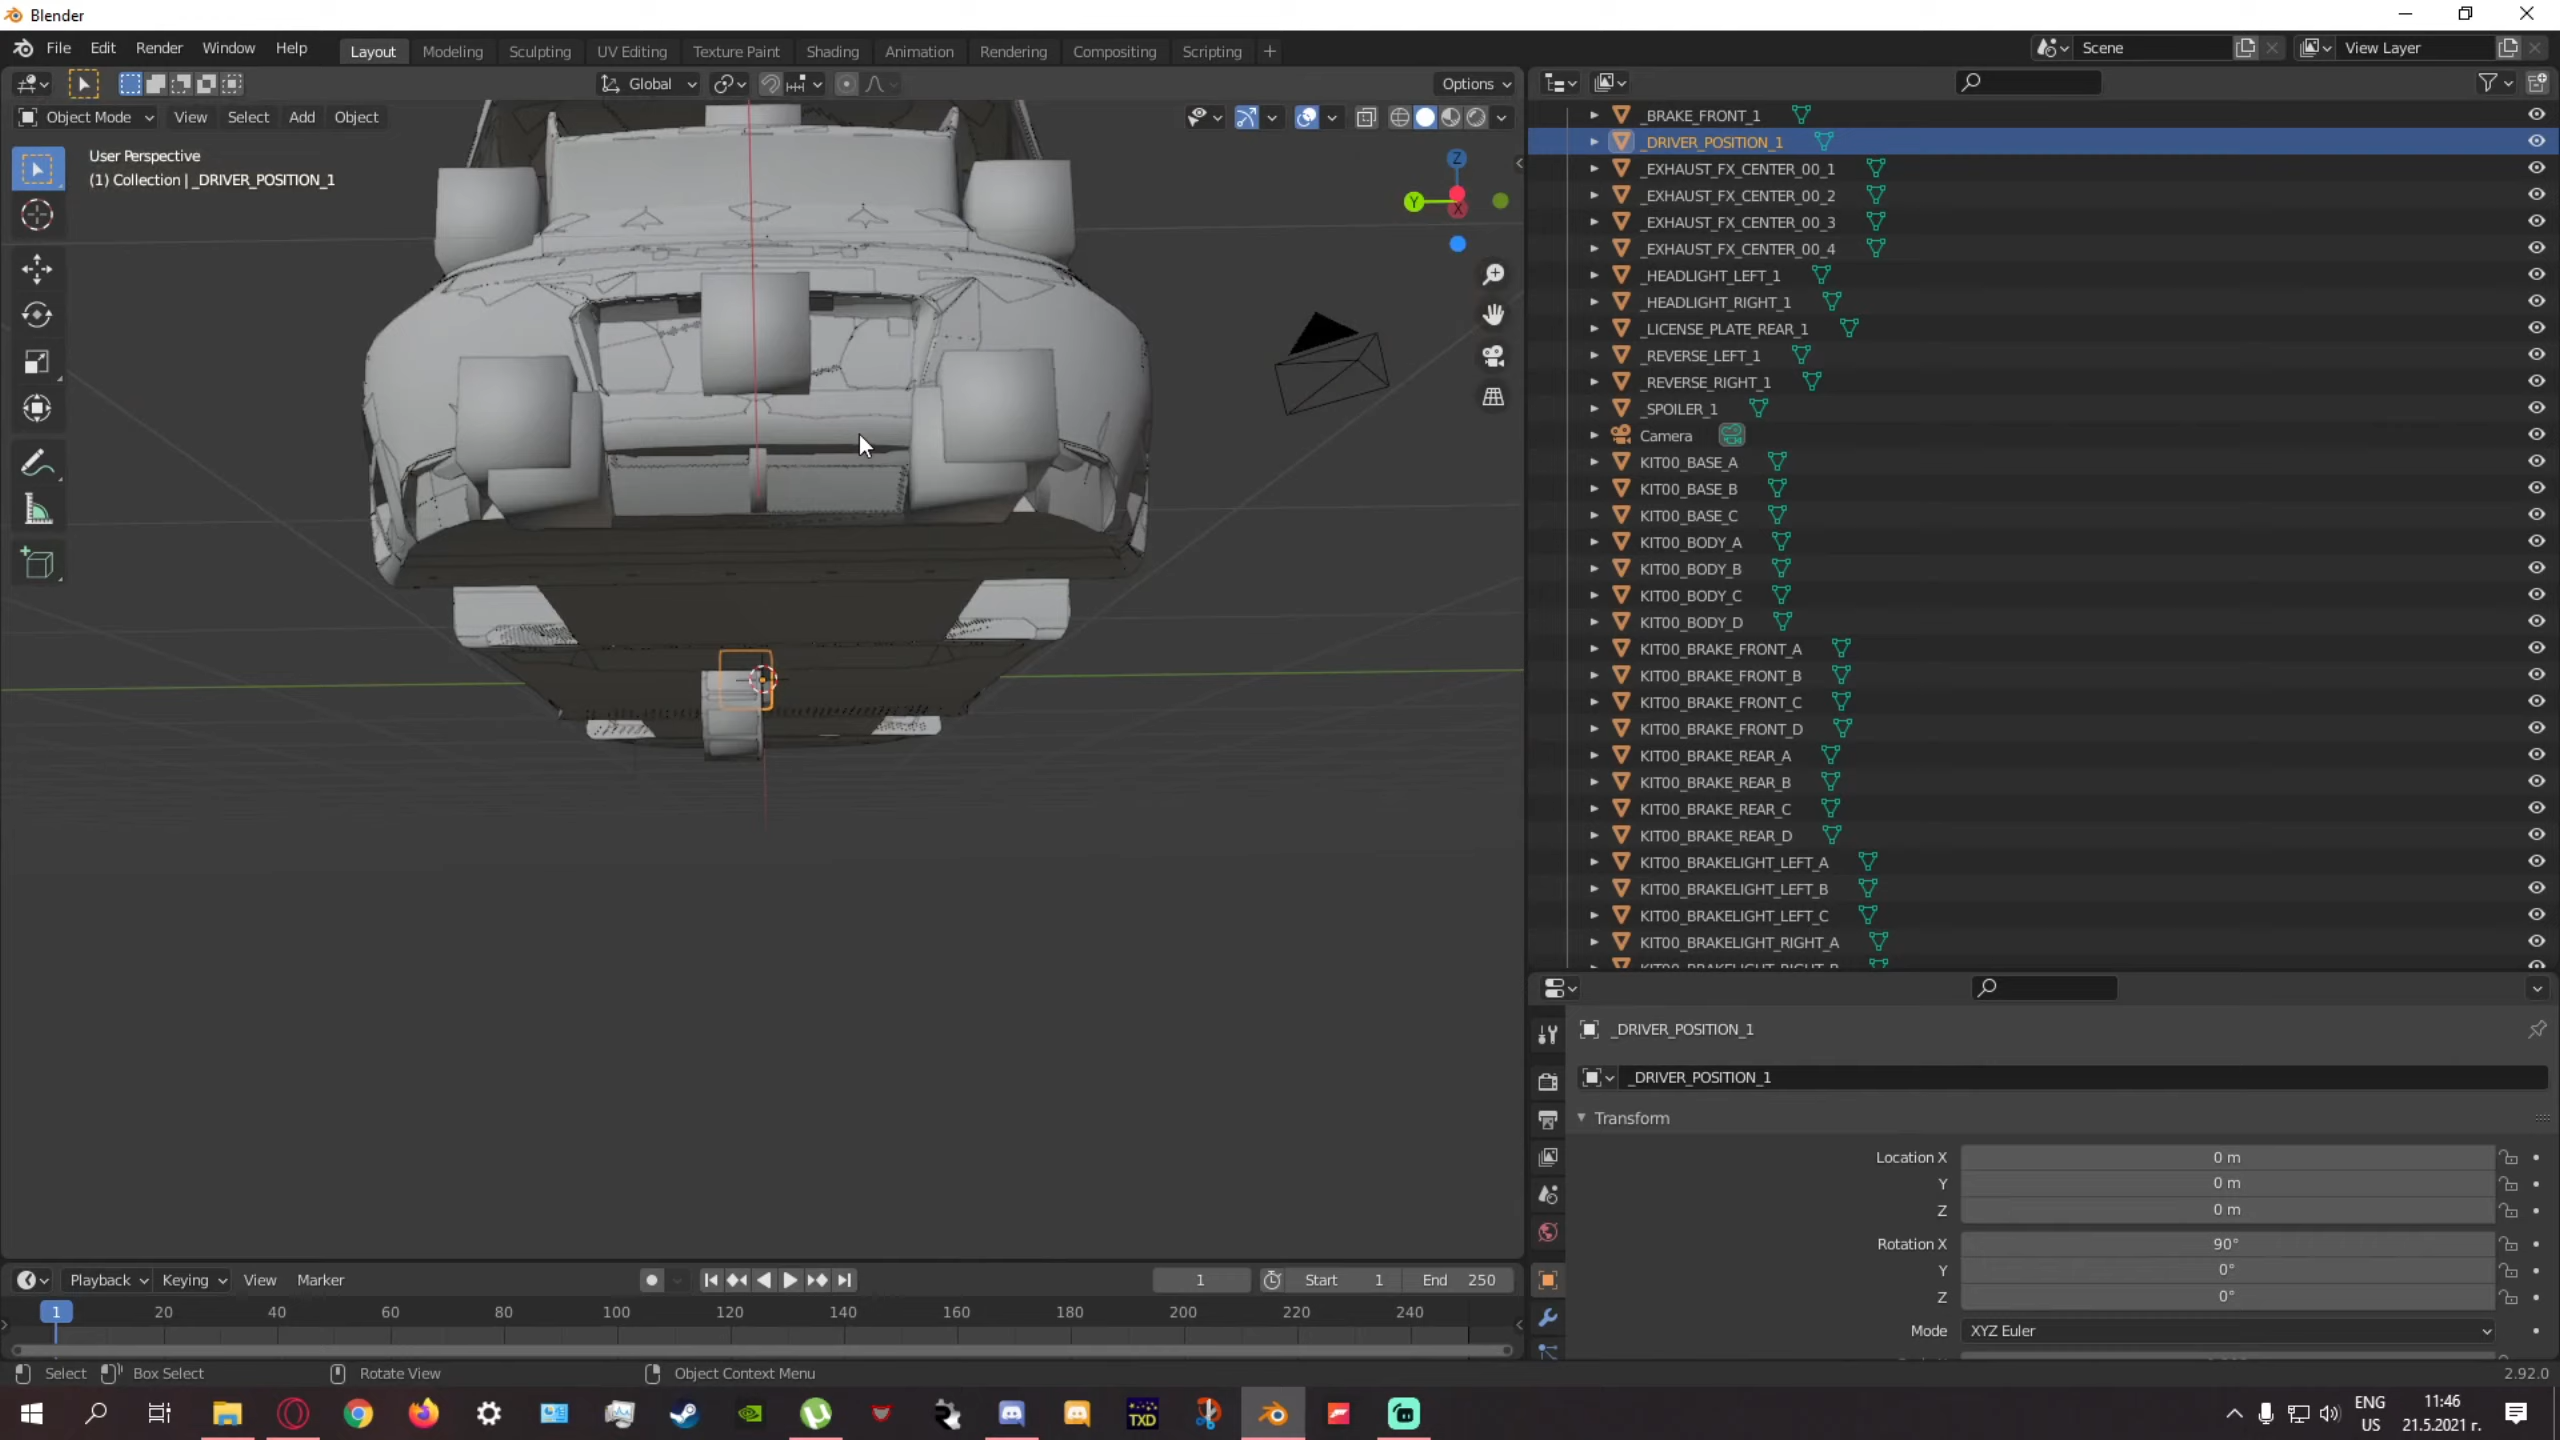 Blender
File Edit Render Window Help
Layout Modeling Sculpting UV Editing Texture Paint Shading Animation Rendering Compositing Scripting +
Scene
View Layer
Global
Options
Object Mode View Select Add Object
User Perspective
(1) Collection | _DRIVER_POSITION_1
Z
Y
X
_BRAKE_FRONT_1
_DRIVER_POSITION_1
_EXHAUST_FX_CENTER_00_1
_EXHAUST_FX_CENTER_00_2
_EXHAUST_FX_CENTER_00_3
_EXHAUST_FX_CENTER_00_4
_HEADLIGHT_LEFT_1
_HEADLIGHT_RIGHT_1
_LICENSE_PLATE_REAR_1
_REVERSE_LEFT_1
_REVERSE_RIGHT_1
_SPOILER_1
Camera
KIT00_BASE_A
KIT00_BASE_B
KIT00_BASE_C
KIT00_BODY_A
KIT00_BODY_B
KIT00_BODY_C
KIT00_BODY_D
KIT00_BRAKE_FRONT_A
KIT00_BRAKE_FRONT_B
KIT00_BRAKE_FRONT_C
KIT00_BRAKE_FRONT_D
KIT00_BRAKE_REAR_A
KIT00_BRAKE_REAR_B
KIT00_BRAKE_REAR_C
KIT00_BRAKE_REAR_D
KIT00_BRAKELIGHT_LEFT_A
KIT00_BRAKELIGHT_LEFT_B
KIT00_BRAKELIGHT_LEFT_C
KIT00_BRAKELIGHT_RIGHT_A
_DRIVER_POSITION_1
_DRIVER_POSITION_1
Transform
Location X 0 m
Y 0 m
Z 0 m
Rotation X 90°
Y 0°
Z 0°
Mode XYZ Euler
Playback Keying View Marker
1 Start 1 End 250
1 20 40 60 80 100 120 140 160 180 200 220 240
Select Box Select Rotate View Object Context Menu
2.92.0
TXD
ENG
US
11:46
21.5.2021 г.